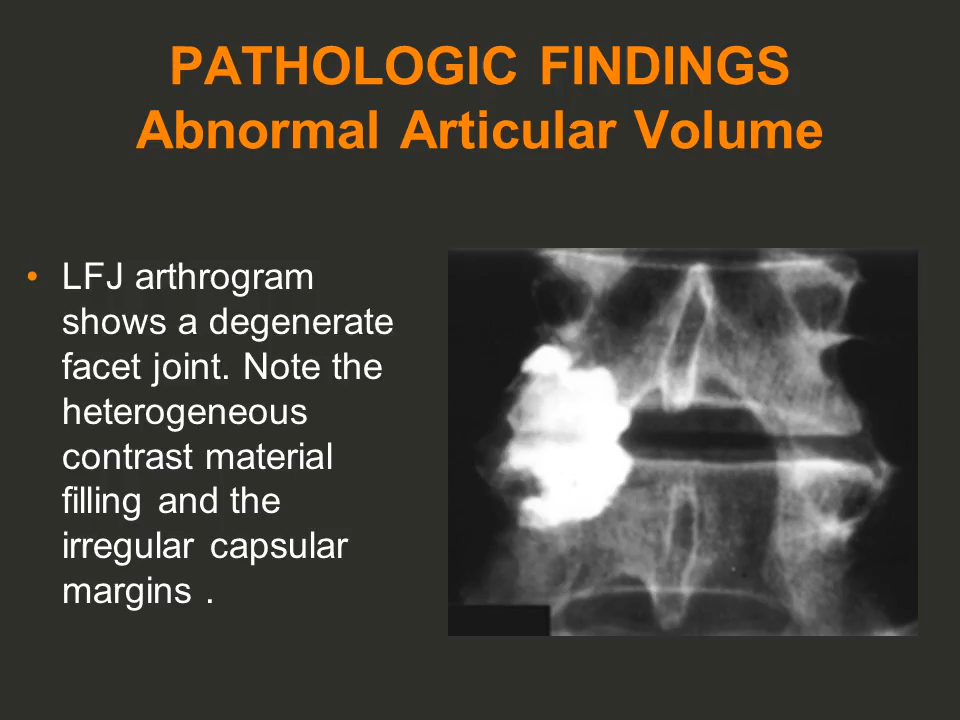 PATHOLOGIC FINDINGS
Abnormal Articular Volume
• LFJ arthrogram
shows a degenerate
facet joint. Note the
heterogeneous
contrast material
filling and the
irregular capsular
margins .